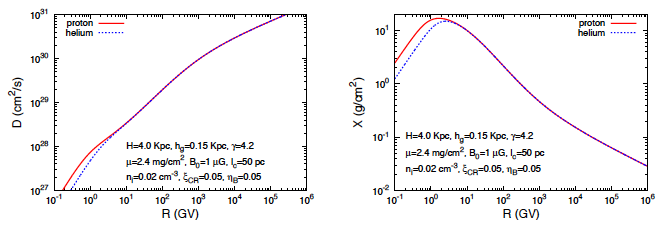 proton
helium
10^31
10^30
10^29
10^28
10^27
D (cm^2/s)
H=4.0 Kpc, h_g=0.15 Kpc, γ=4.2
μ=2.4 mg/cm^2, B_0=1 μG, l_c=50 pc
n_i=0.02 cm^-3, ξ_CR=0.05, η_B=0.05
10^-1 10^0 10^1 10^2 10^3 10^4 10^5 10^6
R (GV)
proton
helium
10^1
10^0
10^-1
10^-2
X (g/cm^2)
H=4.0 Kpc, h_g=0.15 Kpc, γ=4.2
μ=2.4 mg/cm^2, B_0=1 μG, l_c=50 pc
n_i=0.02 cm^-3, ξ_CR=0.05, η_B=0.05
10^-1 10^0 10^1 10^2 10^3 10^4 10^5 10^6
R (GV)